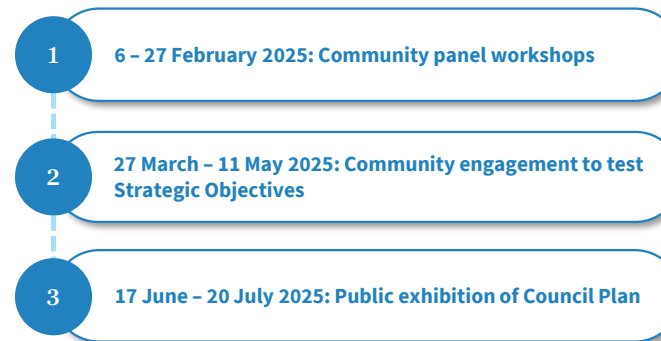 1
6 – 27 February 2025: Community panel workshops
2
27 March – 11 May 2025: Community engagement to test
Strategic Objectives
3
17 June – 20 July 2025: Public exhibition of Council Plan